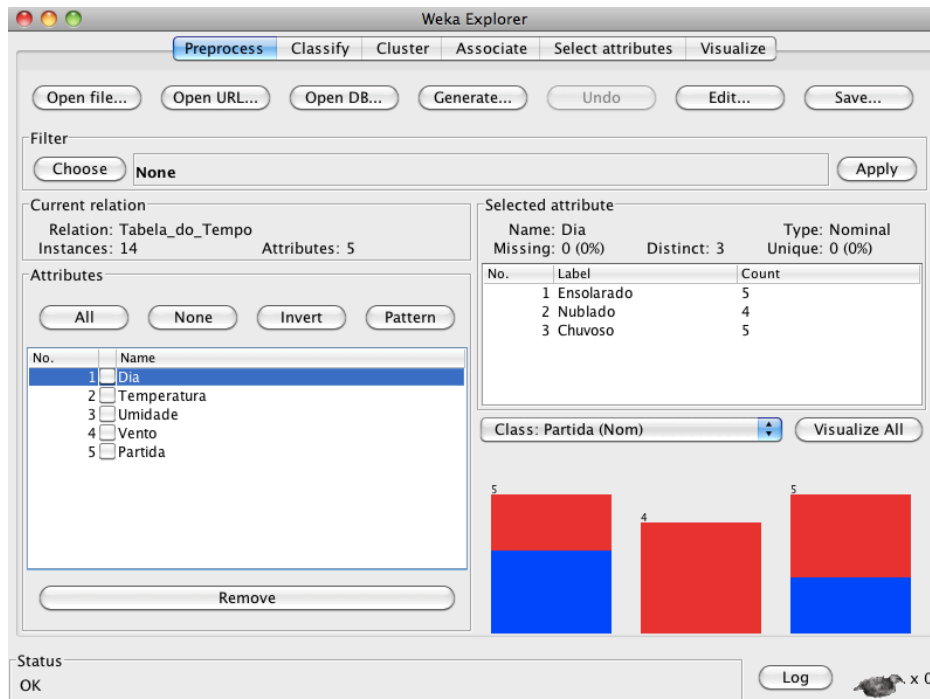 Weka Explorer
Preprocess Classify Cluster Associate Select attributes Visualize
Open file... Open URL... Open DB... Generate... Undo Edit... Save...
Filter
Choose None Apply
Current relation
Relation: Tabela_do_Tempo
Instances: 14 Attributes: 5
Attributes
All None Invert Pattern
No. Name
1 Dia
2 Temperatura
3 Umidade
4 Vento
5 Partida
Remove
Selected attribute
Name: Dia Type: Nominal
Missing: 0 (0%) Distinct: 3 Unique: 0 (0%)
No. Label Count
1 Ensolarado 5
2 Nublado 4
3 Chuvoso 5
Class: Partida (Nom) Visualize All
5 4 5
Status
OK
Log x 0